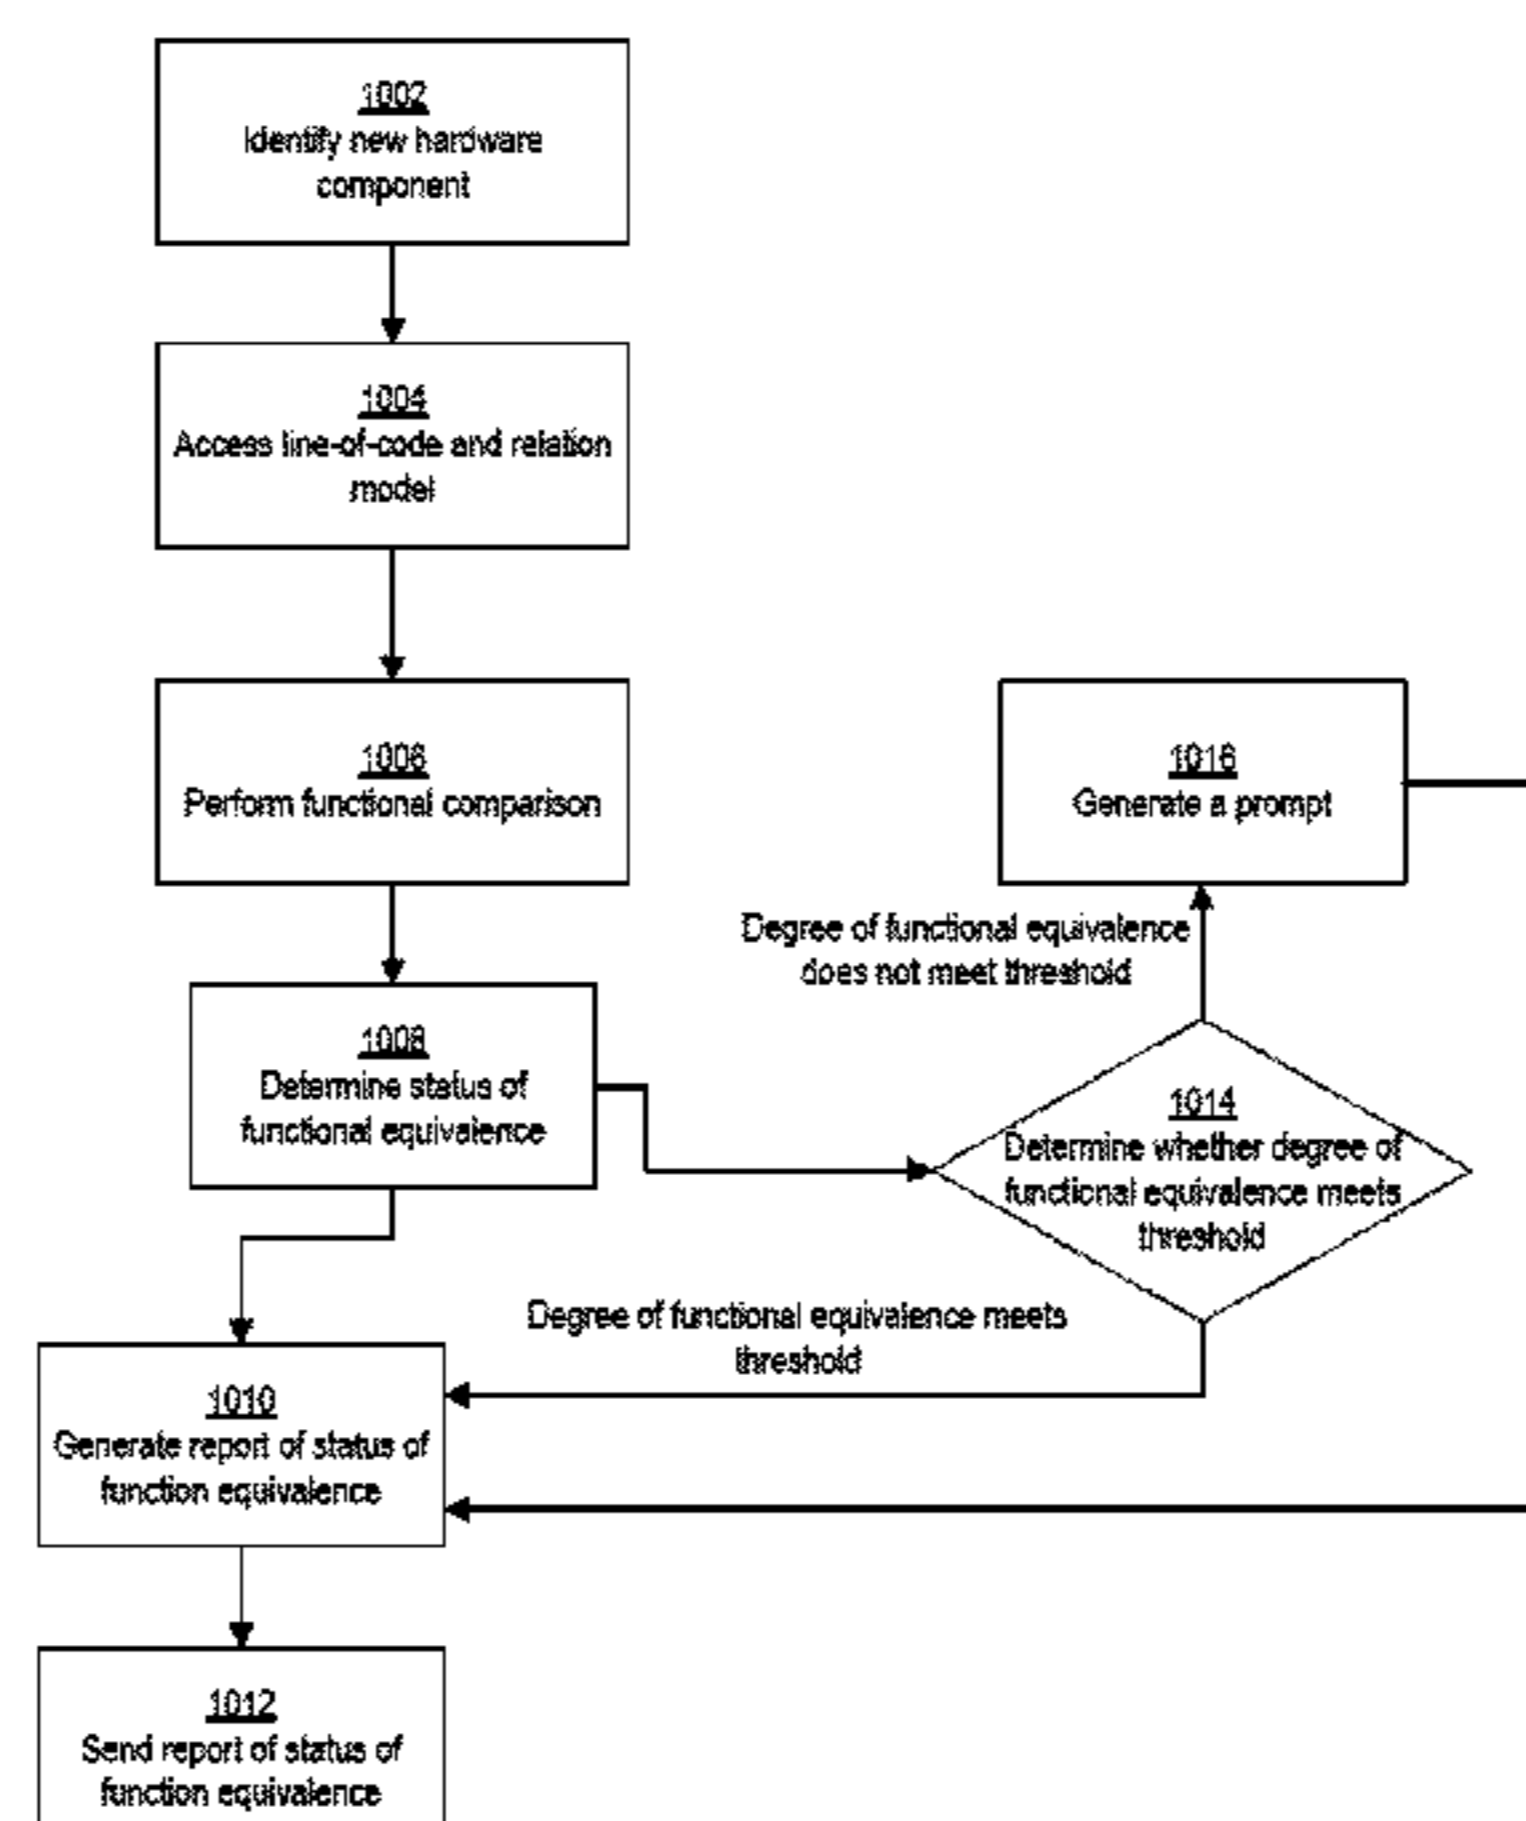 1002
Identify new hardware
component
1004
Access line-of-code and relation
model
1006
Perform functional comparison
1016
Generate a prompt
Degree of functional equivalence
does not meet threshold
1008
Determine status of
functional equivalence
1014
Determine whether degree of
functional equivalence meets
threshold
Degree of functional equivalence meets
threshold
1010
Generate report of status of
function equivalence
1012
Send report of status of
function equivalence